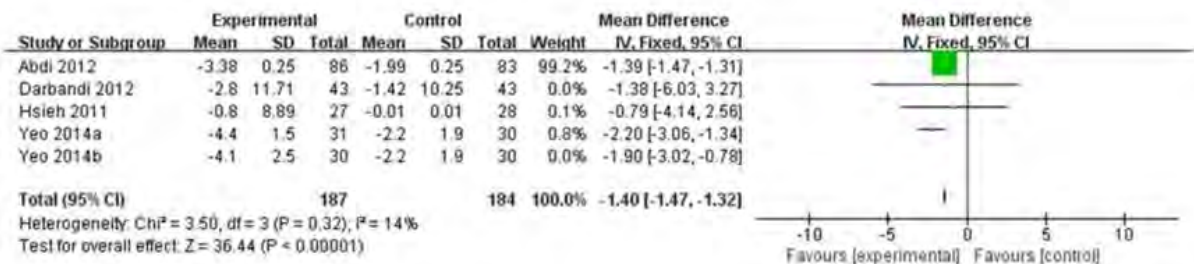 Experimental Control Mean Difference Mean Difference
Study or Subgroup Mean SD Total Mean SD Total Weight IV, Fixed, 95% CI IV, Fixed, 95% CI
Abdi 2012 -3.38 0.25 86 -1.99 0.25 83 99.2% -1.39 [-1.47, -1.31]
Darbandi 2012 -2.8 11.71 43 -1.42 10.25 43 0.0% -1.38 [-6.03, 3.27]
Hsieh 2011 -0.8 8.89 27 -0.01 0.01 28 0.1% -0.79 [-4.14, 2.56]
Yeo 2014a -4.4 1.5 31 -2.2 1.9 30 0.8% -2.20 [-3.06, -1.34]
Yeo 2014b -4.1 2.5 30 -2.2 1.9 30 0.0% -1.90 [-3.02, -0.78]
Total (95% CI) 187 184 100.0% -1.40 [-1.47, -1.32]
Heterogeneity: Chi² = 3.50, df = 3 (P = 0.32); I² = 14%
Test for overall effect: Z = 36.44 (P < 0.00001)
-10 -5 0 5 10
Favours [experimental] Favours [control]